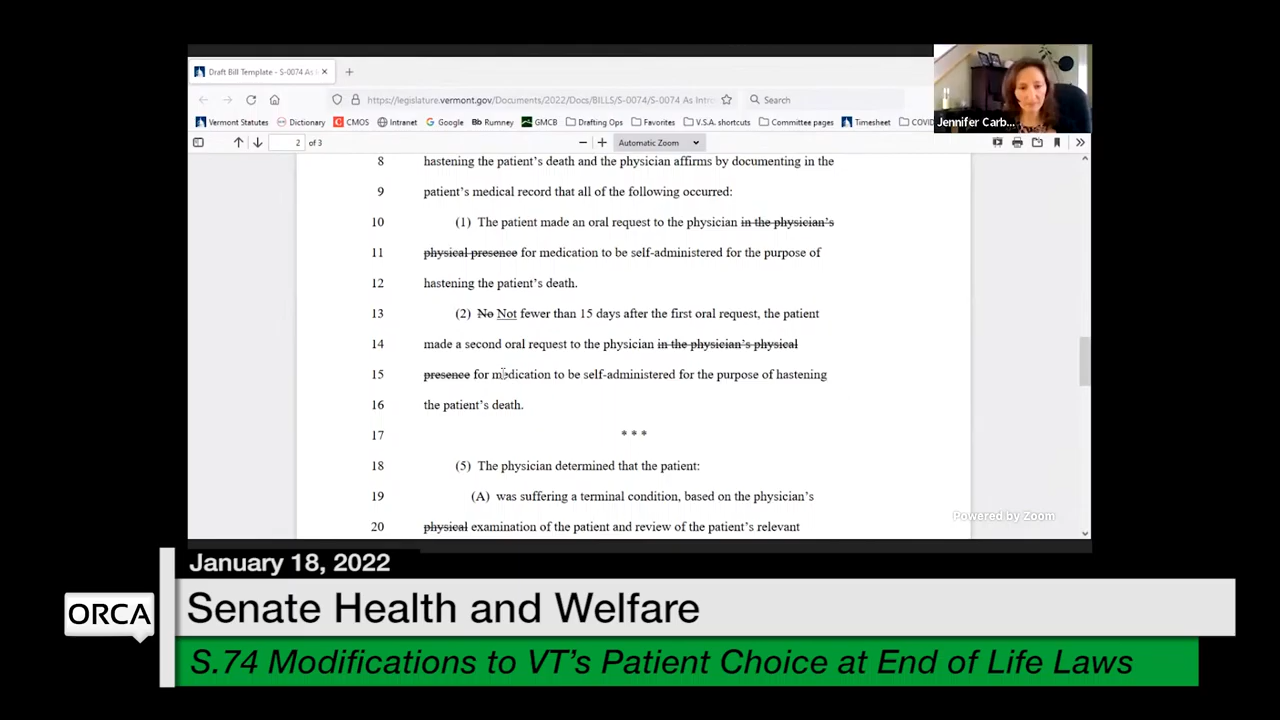 Draft Bill Template - S-0074 As I
https://legislature.vermont.gov/Documents/2022/Docs/BILLS/S-0074/S-0074 As Intro
Search
Vermont Statutes Dictionary CMOS Intranet Google Bb Rumney GMCB Drafting Ops Favorites V.S.A. shortcuts Committee pages Timesheet COVID
Jennifer Carb...
2 of 3
Automatic Zoom
8 hastening the patient's death and the physician affirms by documenting in the
9 patient's medical record that all of the following occurred:
10 (1) The patient made an oral request to the physician in the physician's
11 physical presence for medication to be self-administered for the purpose of
12 hastening the patient's death.
13 (2) No Not fewer than 15 days after the first oral request, the patient
14 made a second oral request to the physician in the physician's physical
15 presence for medication to be self-administered for the purpose of hastening
16 the patient's death.
17 * * *
18 (5) The physician determined that the patient:
19 (A) was suffering a terminal condition, based on the physician's
20 physical examination of the patient and review of the patient's relevant
Powered by Zoom
January 18, 2022
ORCA
Senate Health and Welfare
S.74 Modifications to VT's Patient Choice at End of Life Laws